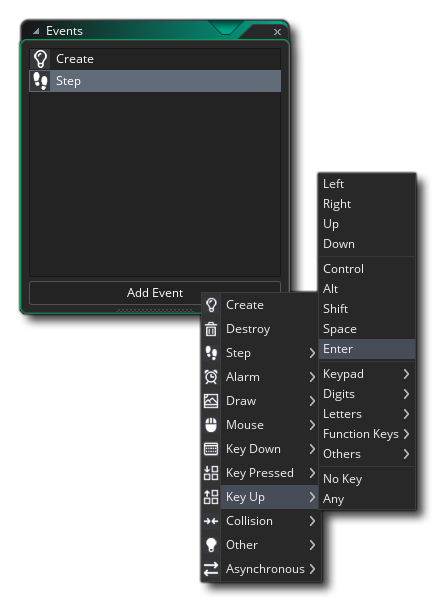 Events
Create
Step
Add Event
Create
Destroy
Step
Alarm
Draw
Mouse
Key Down
Key Pressed
Key Up
Collision
Other
Asynchronous
Left
Right
Up
Down
Control
Alt
Shift
Space
Enter
Keypad
Digits
Letters
Function Keys
Others
No Key
Any